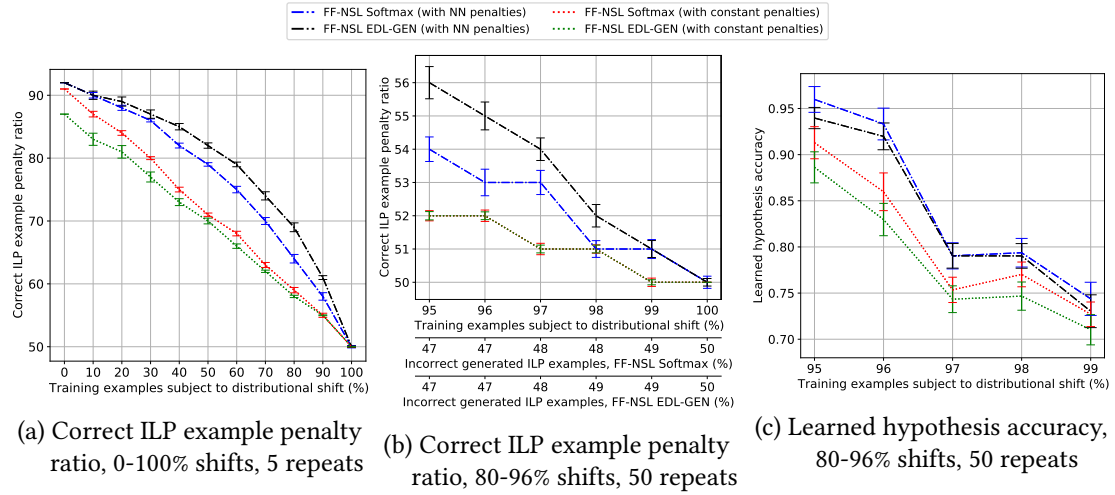 FF-NSL Softmax (with NN penalties)
FF-NSL Softmax (with constant penalties)
FF-NSL EDL-GEN (with NN penalties)
FF-NSL EDL-GEN (with constant penalties)
Correct ILP example penalty ratio
90
80
70
60
50
0 10 20 30 40 50 60 70 80 90 100
Training examples subject to distributional shift (%)
(a) Correct ILP example penalty
ratio, 0-100% shifts, 5 repeats
Correct ILP example penalty ratio
56
55
54
53
52
51
50
95 96 97 98 98 100
Training examples subject to distributional shift (%)
47 47 48 48 49 50
Incorrect generated ILP examples, FF-NSL Softmax (%)
47 47 48 49 49 50
Incorrect generated ILP examples, FF-NSL EDL-GEN (%)
(b) Correct ILP example penalty
ratio, 80-96% shifts, 50 repeats
Learned hypothesis accuracy
0.95
0.90
0.85
0.80
0.75
0.70
95 96 97 98 99
Training examples subject to distributional shift (%)
(c) Learned hypothesis accuracy,
80-96% shifts, 50 repeats